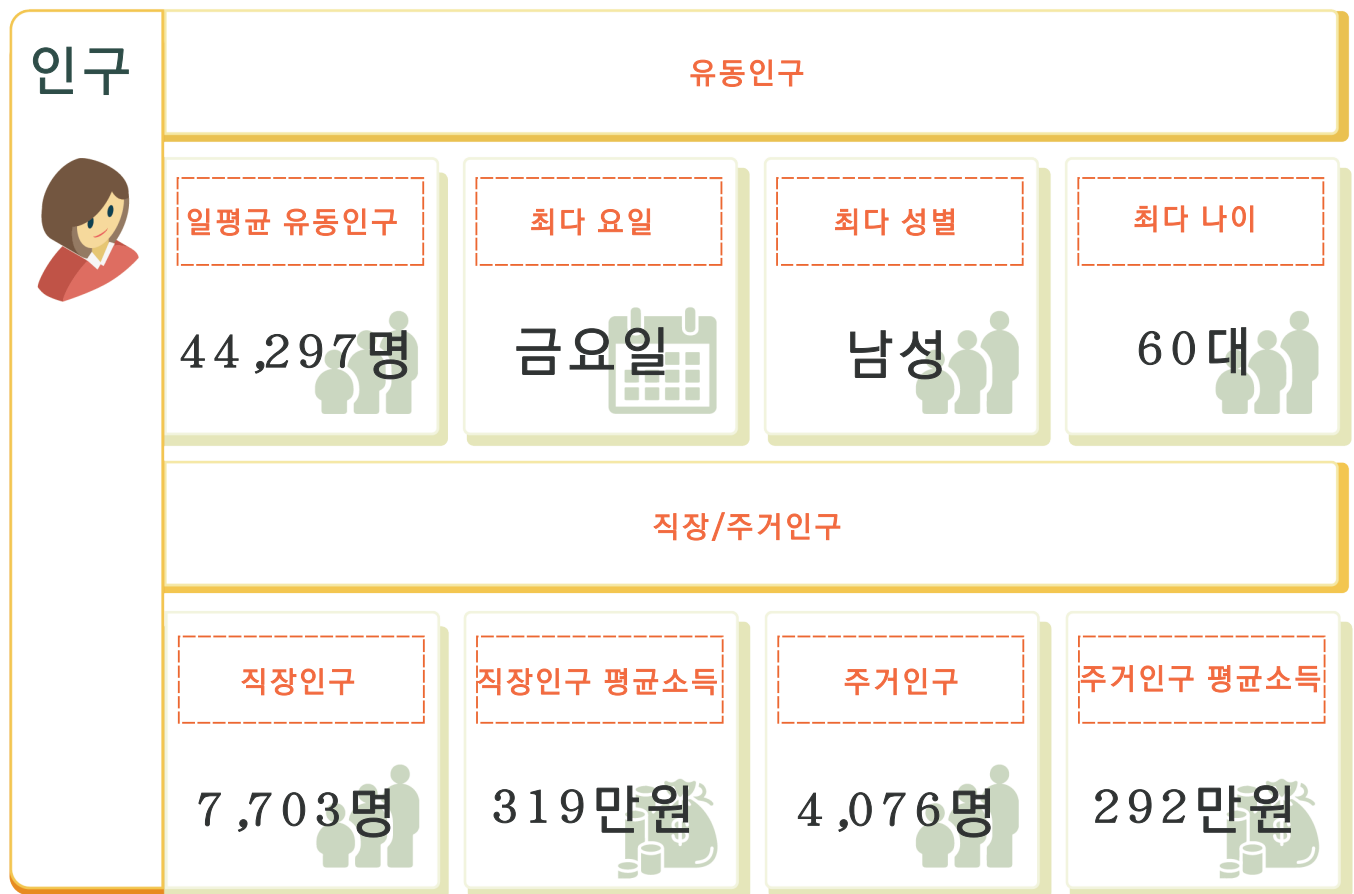 인구
유동인구
일평균 유동인구
최다 요일
최다 성별
최다 나이
44,297명
금요일
남성
60대
직장/주거인구
직장인구
직장인구 평균소득
주거인구
주거인구 평균소득
7,703명
319만원
4,076명
292만원
$
$